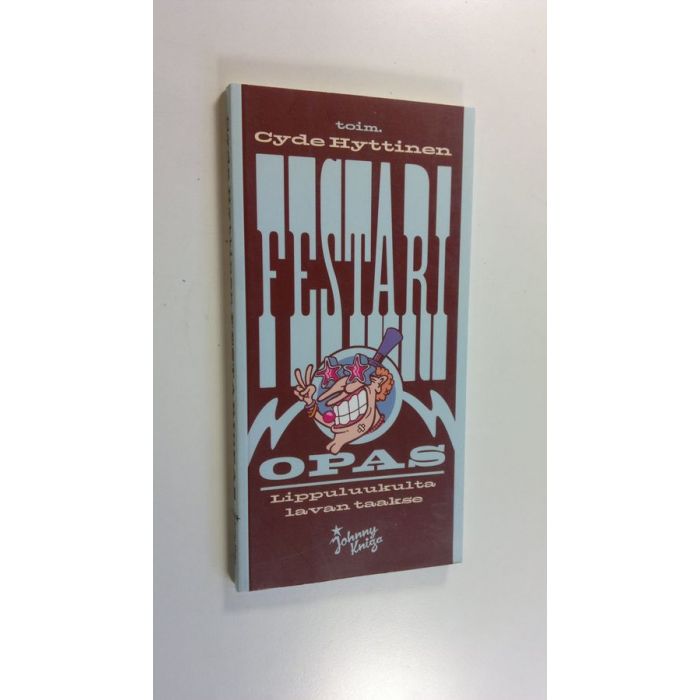 toim.
Cyde Hyttinen
FESTARI
OPAS
Lippuluukulta
lavan taakse
Johnny
Kniga